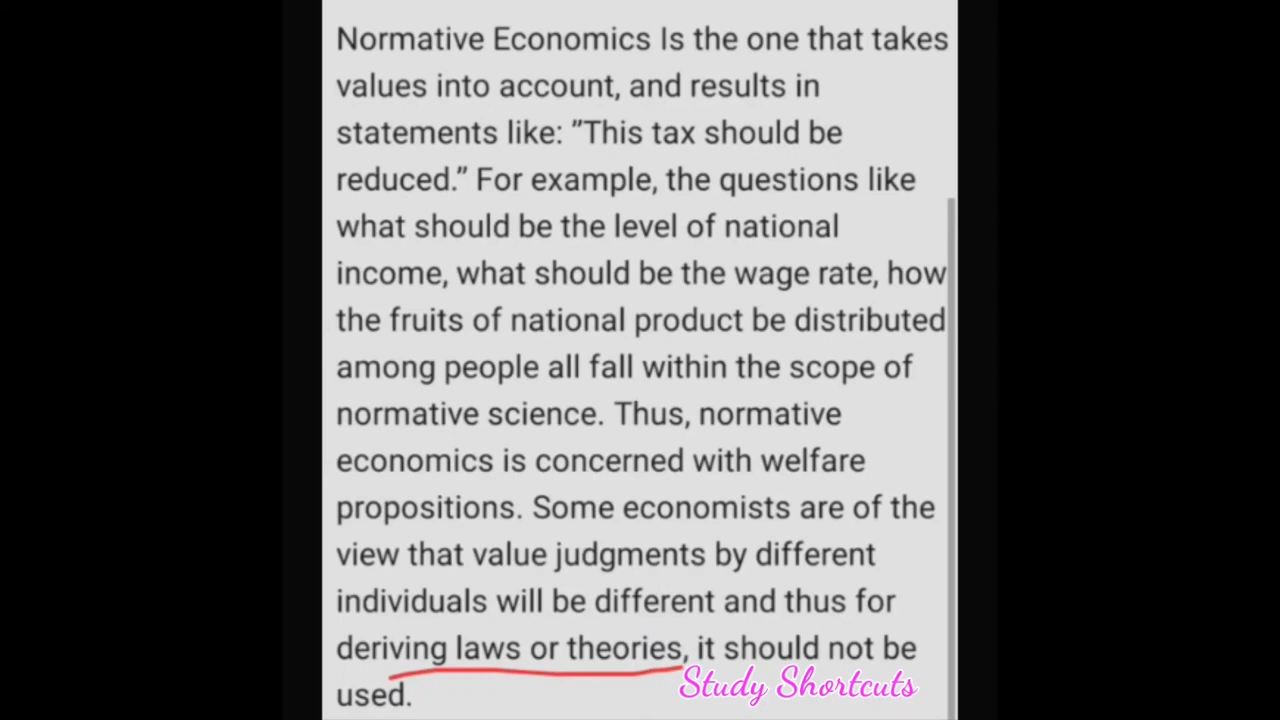 Normative Economics Is the one that takes
values into account, and results in
statements like: ”This tax should be
reduced.” For example, the questions like
what should be the level of national
income, what should be the wage rate, how
the fruits of national product be distributed
among people all fall within the scope of
normative science. Thus, normative
economics is concerned with welfare
propositions. Some economists are of the
view that value judgments by different
individuals will be different and thus for
deriving laws or theories, it should not be
used.
Study Shortcuts